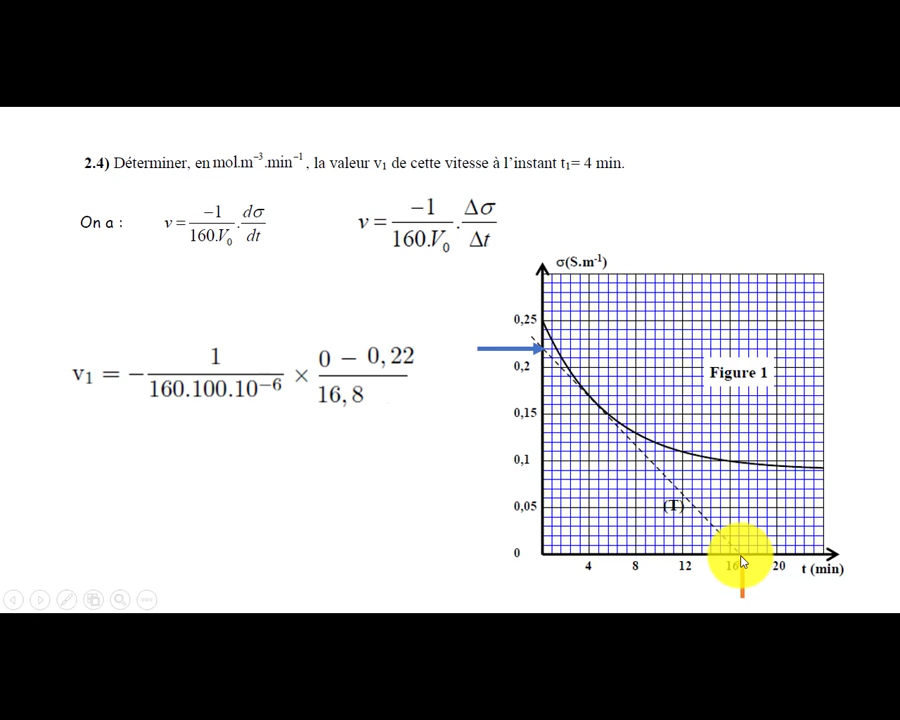 2.4) Déterminer, en mol.m⁻³.min⁻¹, la valeur v₁ de cette vitesse à l’instant t₁= 4 min.
On a : v = −1/(160.V₀) . dσ/dt v = −1/(160.V₀) . Δσ/Δt
v₁ = − 1/(160.100.10⁻⁶) × (0 − 0,22)/16,8
σ(S.m⁻¹)
0,25
0,2
Figure 1
0,15
0,1
0,05
(T)
0
4 8 12 16 20 t (min)